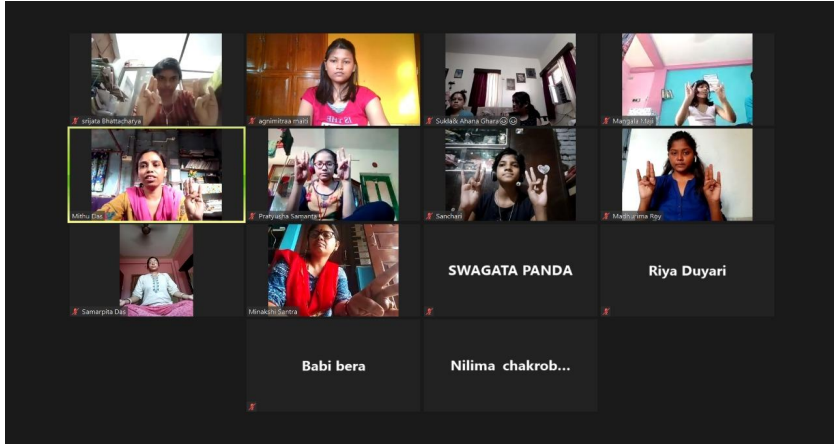 srijata Bhattacharya
agnimitraa maiti
Sukla& Ahana Ghara😊😊
Mangala Maji
Mithu Das
Pratyusha Samanta
Sanchari
Madhurima Roy
Samarpita Das
Minakshi Santra
SWAGATA PANDA
Riya Duyari
Babi bera
Nilima chakrob...